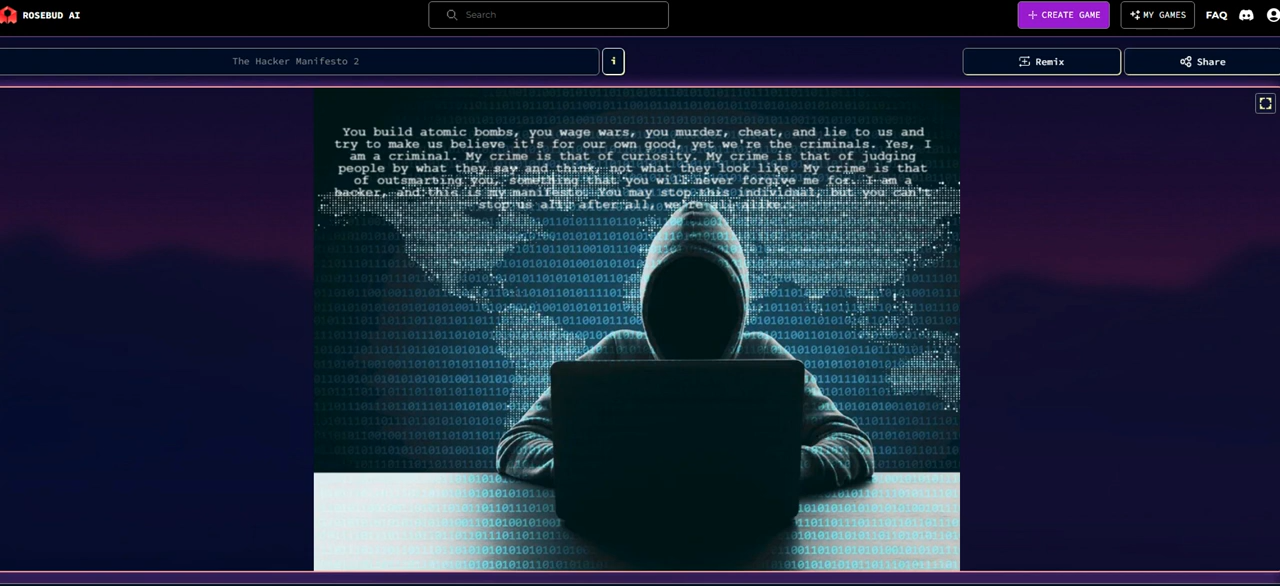 ROSEBUD AI
Search
CREATE GAME
MY GAMES
FAQ
The Hacker Manifesto 2
i
Remix
Share
You build atomic bombs, you wage wars, you murder, cheat, and lie to us and
try to make us believe it's for our own good, yet we're the criminals. Yes, I
am a criminal. My crime is that of curiosity. My crime is that of judging
people by what they say and think, not what they look like. My crime is that
of outsmarting you, something that you will never forgive me for. I am a
hacker, and this is my manifesto. You may stop this individual, but you can't
stop us all, after all, we're all alike.